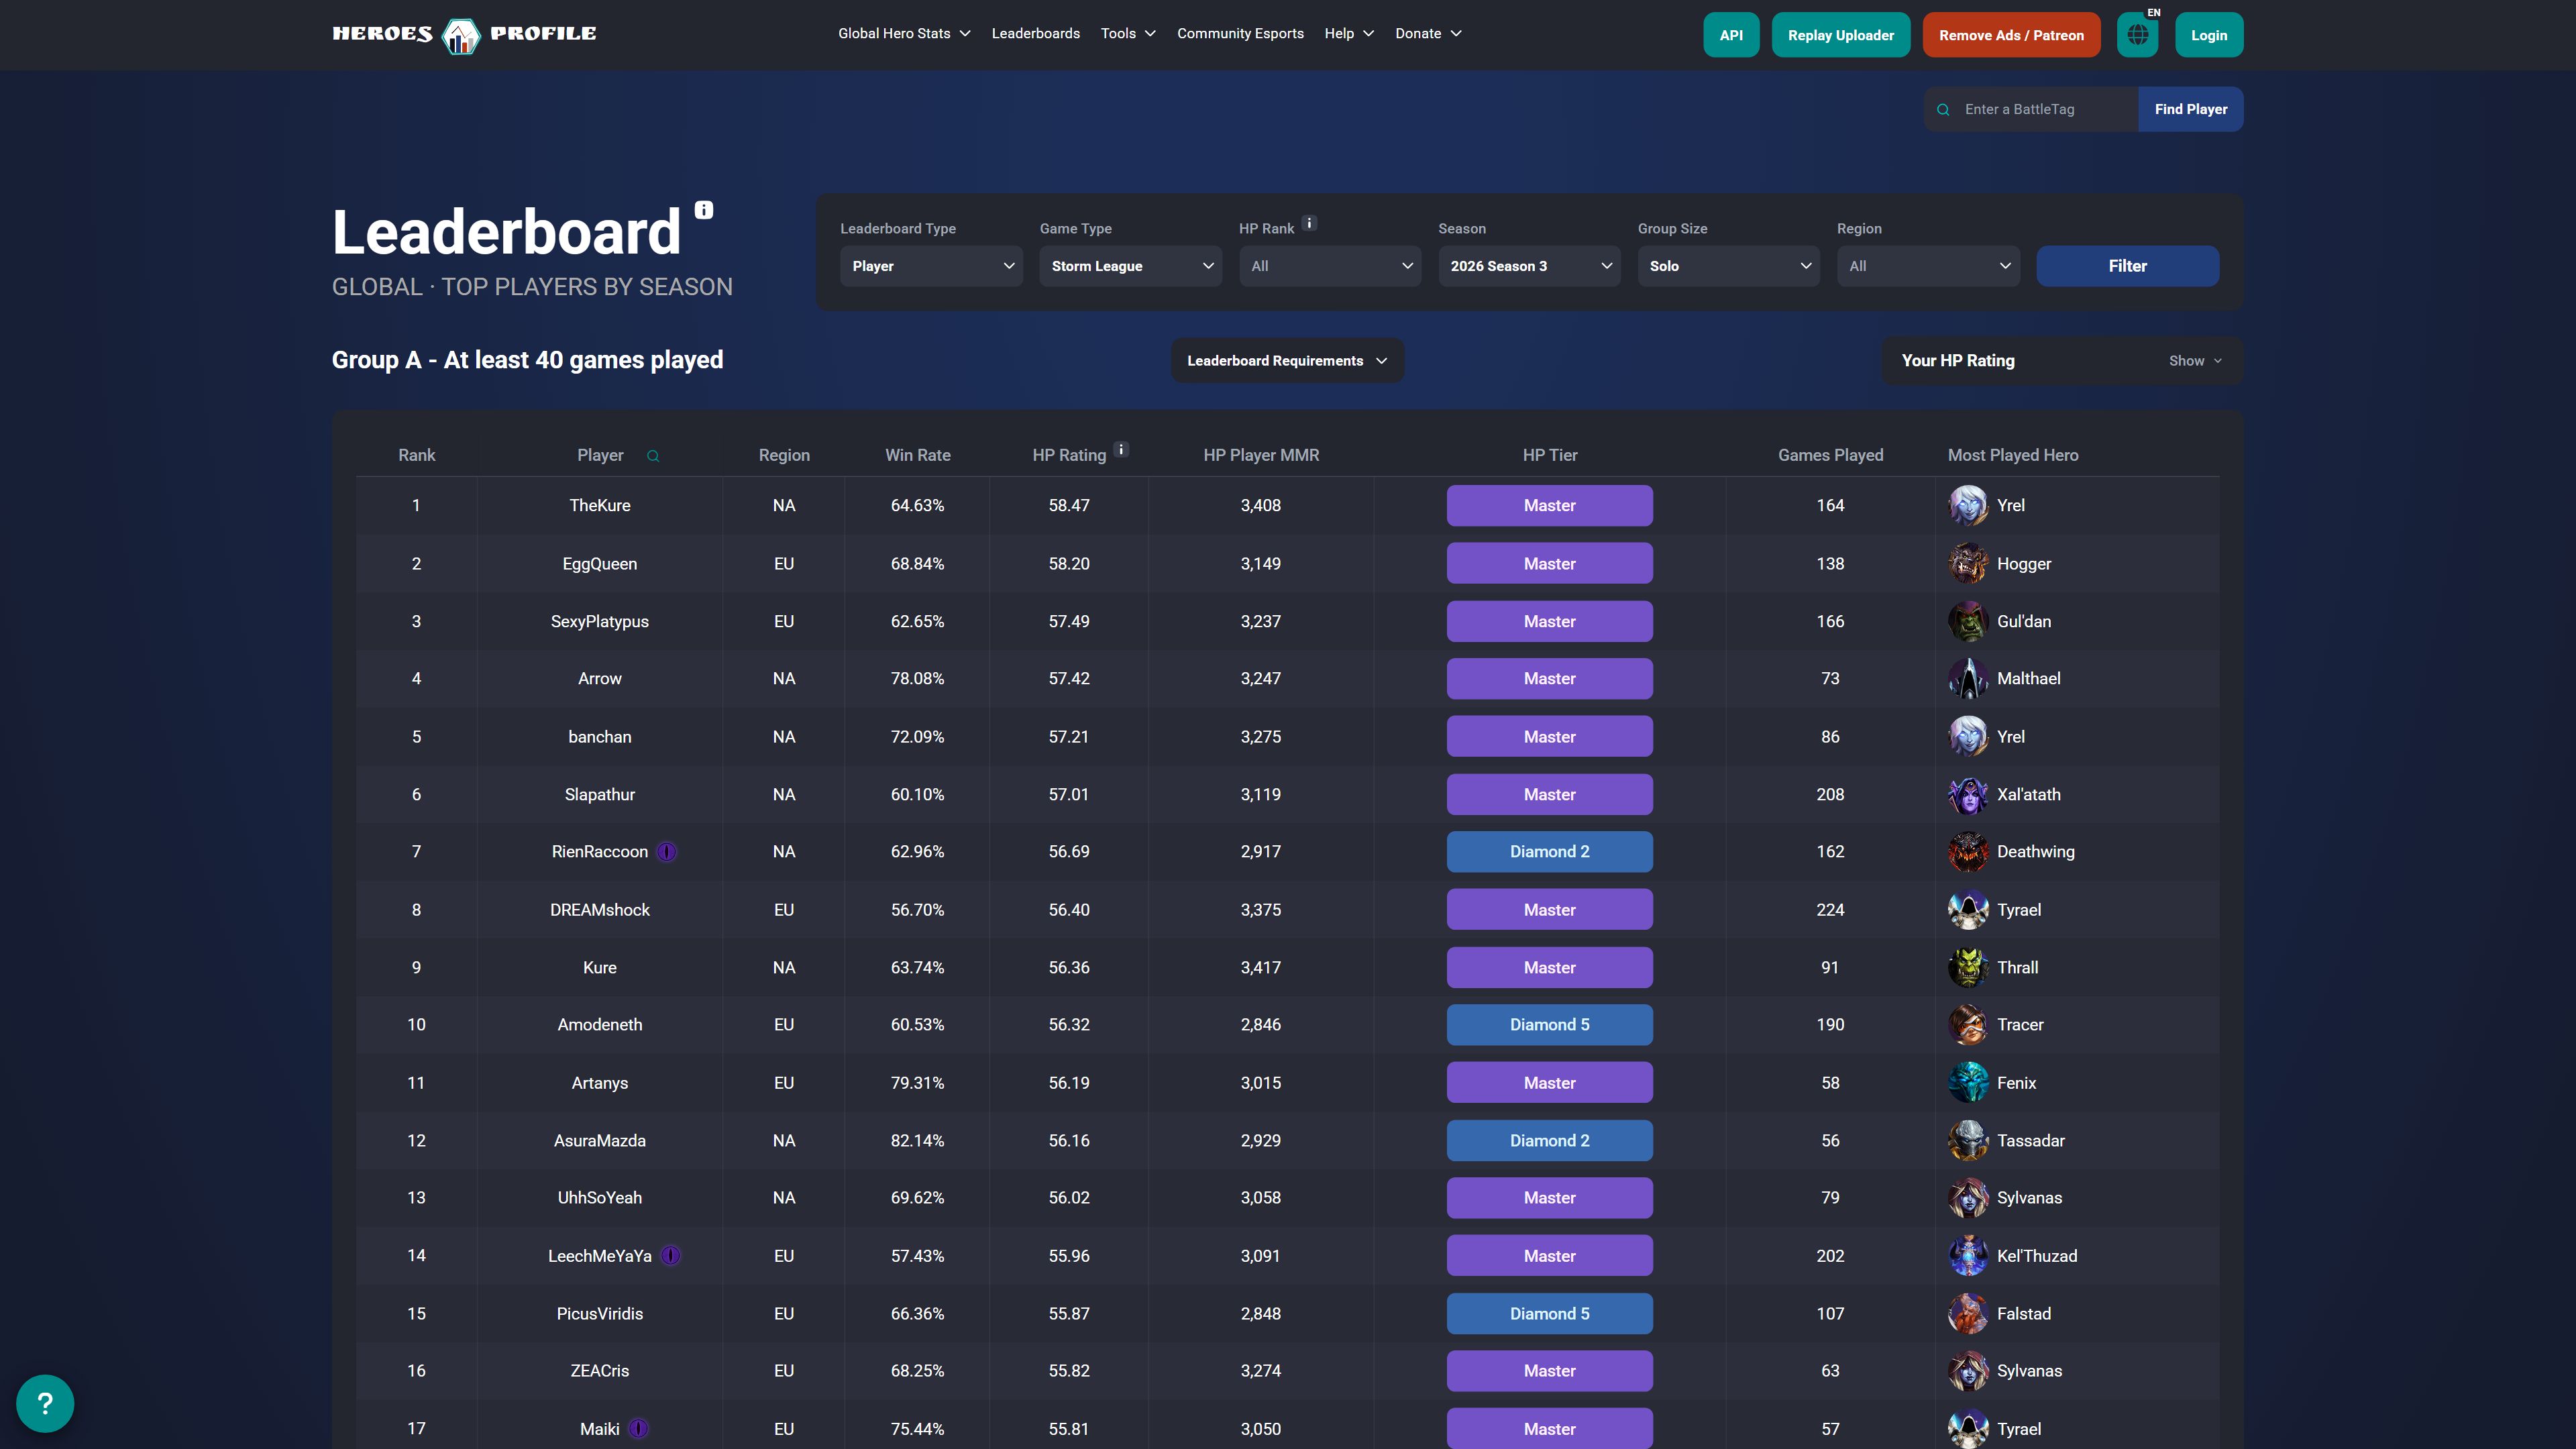 HEROES PROFILE
Global Hero Stats Leaderboards Tools Community Esports Help Donate
API Replay Uploader Remove Ads / Patreon EN Login
Enter a BattleTag Find Player
Leaderboard i
GLOBAL · TOP PLAYERS BY SEASON
Leaderboard Type Game Type HP Rank i Season Group Size Region
Player Storm League All 2026 Season 3 Solo All Filter
Group A - At least 40 games played Leaderboard Requirements Your HP Rating Show
Rank Player Region Win Rate HP Rating i HP Player MMR HP Tier Games Played Most Played Hero
1 TheKure NA 64.63% 58.47 3,408 Master 164 Yrel
2 EggQueen EU 68.84% 58.20 3,149 Master 138 Hogger
3 SexyPlatypus EU 62.65% 57.49 3,237 Master 166 Gul'dan
4 Arrow NA 78.08% 57.42 3,247 Master 73 Malthael
5 banchan NA 72.09% 57.21 3,275 Master 86 Yrel
6 Slapathur NA 60.10% 57.01 3,119 Master 208 Xal'atath
7 RienRaccoon NA 62.96% 56.69 2,917 Diamond 2 162 Deathwing
8 DREAMshock EU 56.70% 56.40 3,375 Master 224 Tyrael
9 Kure NA 63.74% 56.36 3,417 Master 91 Thrall
10 Amodeneth EU 60.53% 56.32 2,846 Diamond 5 190 Tracer
11 Artanys EU 79.31% 56.19 3,015 Master 58 Fenix
12 AsuraMazda NA 82.14% 56.16 2,929 Diamond 2 56 Tassadar
13 UhhSoYeah NA 69.62% 56.02 3,058 Master 79 Sylvanas
14 LeechMeYaYa EU 57.43% 55.96 3,091 Master 202 Kel'Thuzad
15 PicusViridis EU 66.36% 55.87 2,848 Diamond 5 107 Falstad
16 ZEACris EU 68.25% 55.82 3,274 Master 63 Sylvanas
17 Maiki EU 75.44% 55.81 3,050 Master 57 Tyrael
?